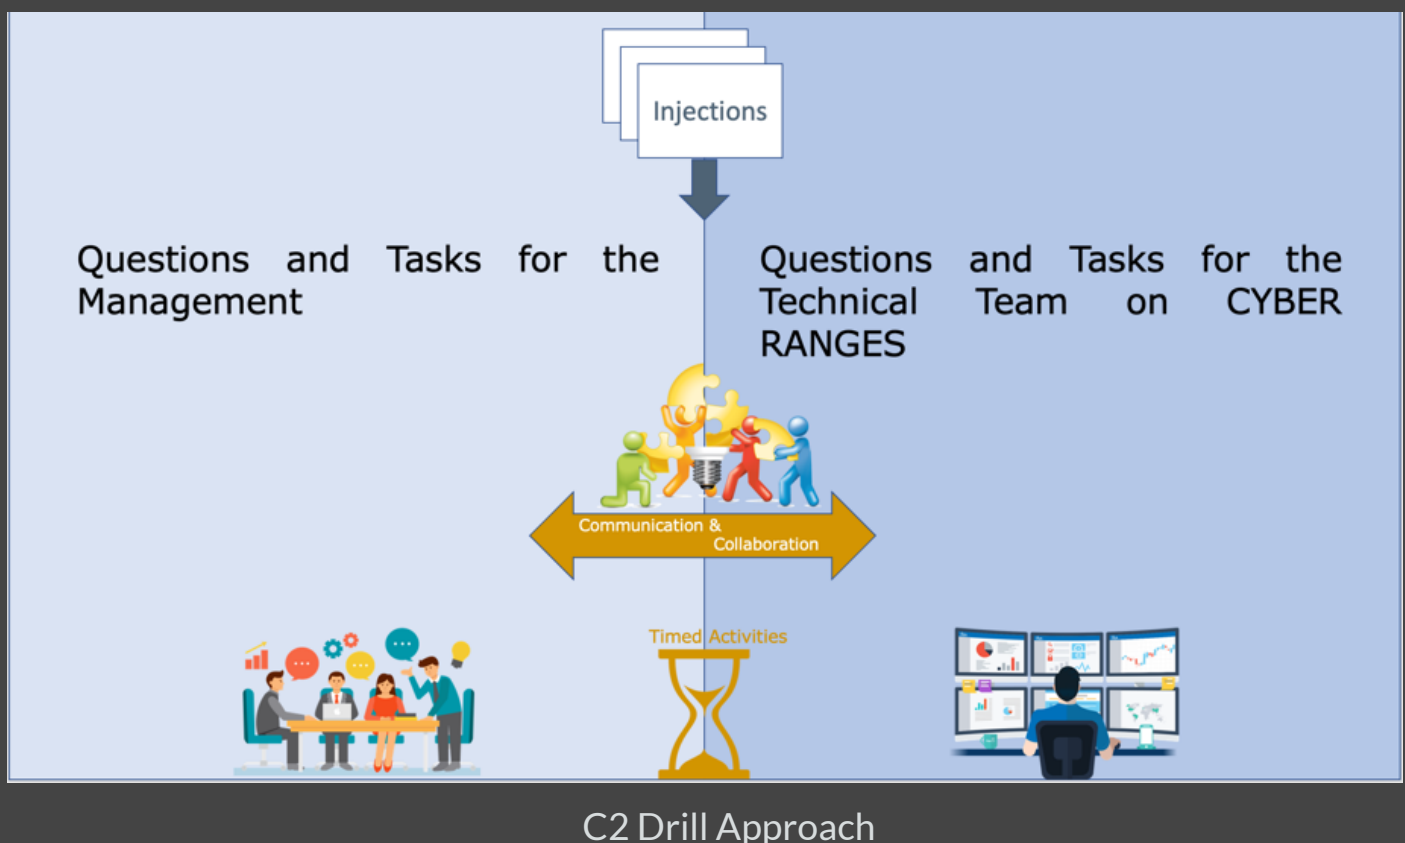 Injections
Questions and Tasks for the
Management
Questions and Tasks for the
Technical Team on CYBER
RANGES
Communication &
Collaboration
Timed Activities
C2 Drill Approach